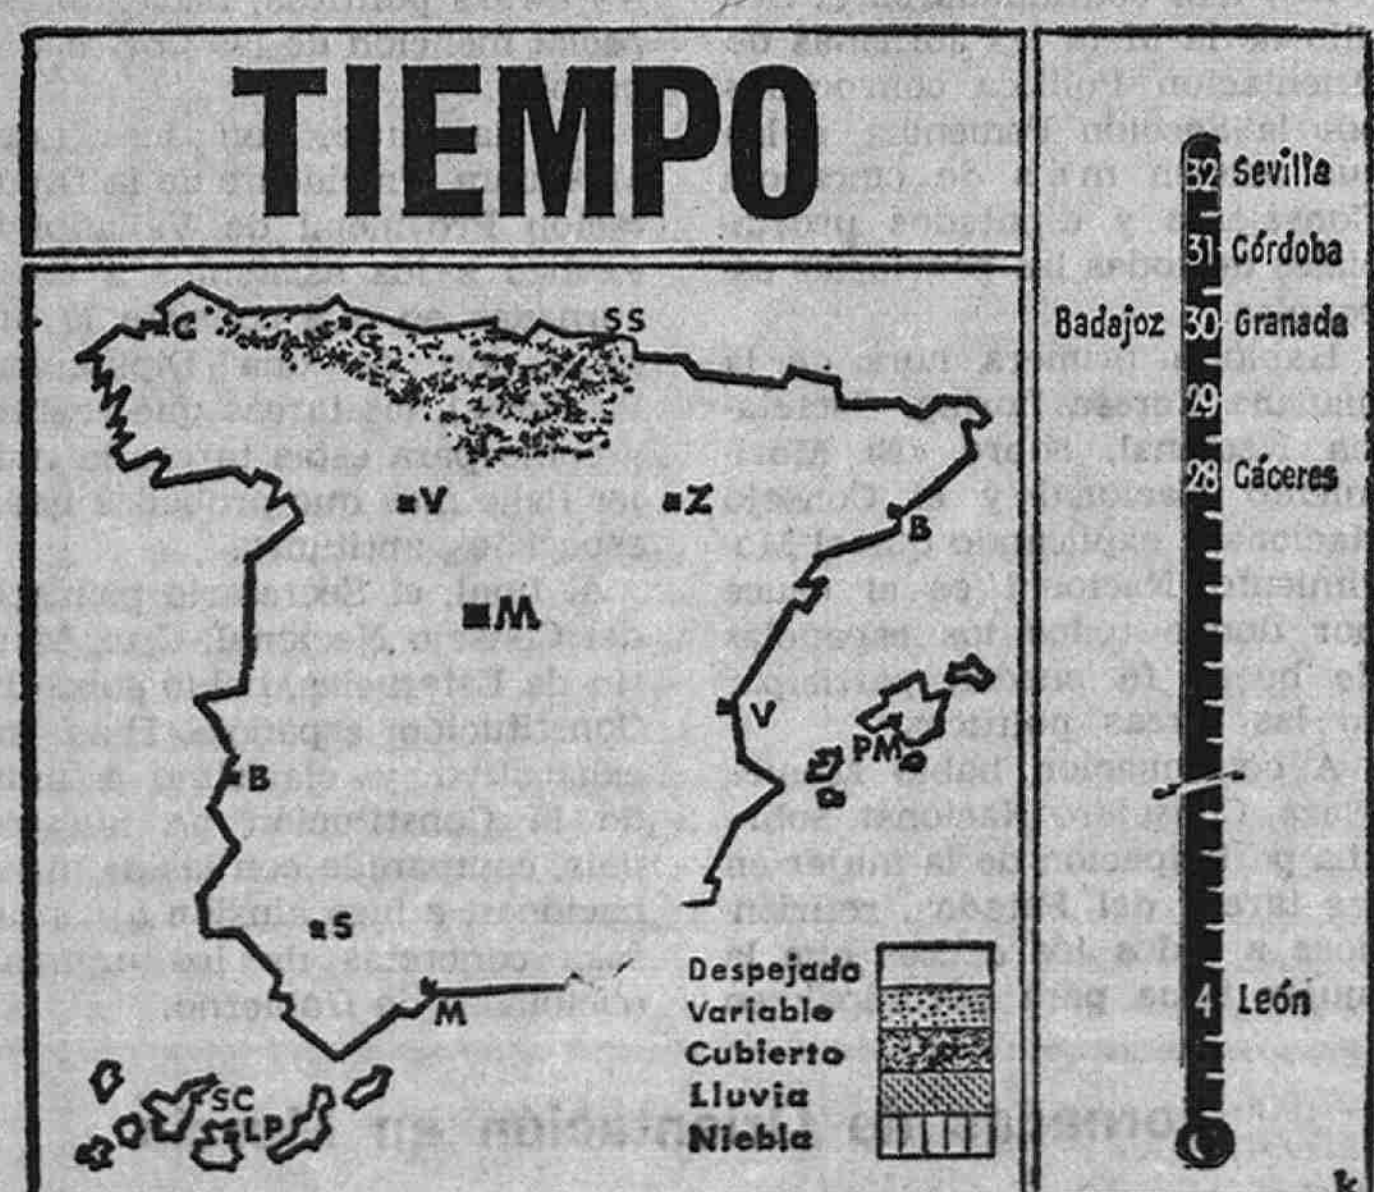 TIEMPO
C
G
SS
V
Z
B
M
V
PM
B
S
M
SC
LP
Despejado
Variable
Cubierto
Lluvia
Niebla
32 Sevilla
31 Córdoba
Badajoz 30 Granada
29
28 Cáceres
4 León
k